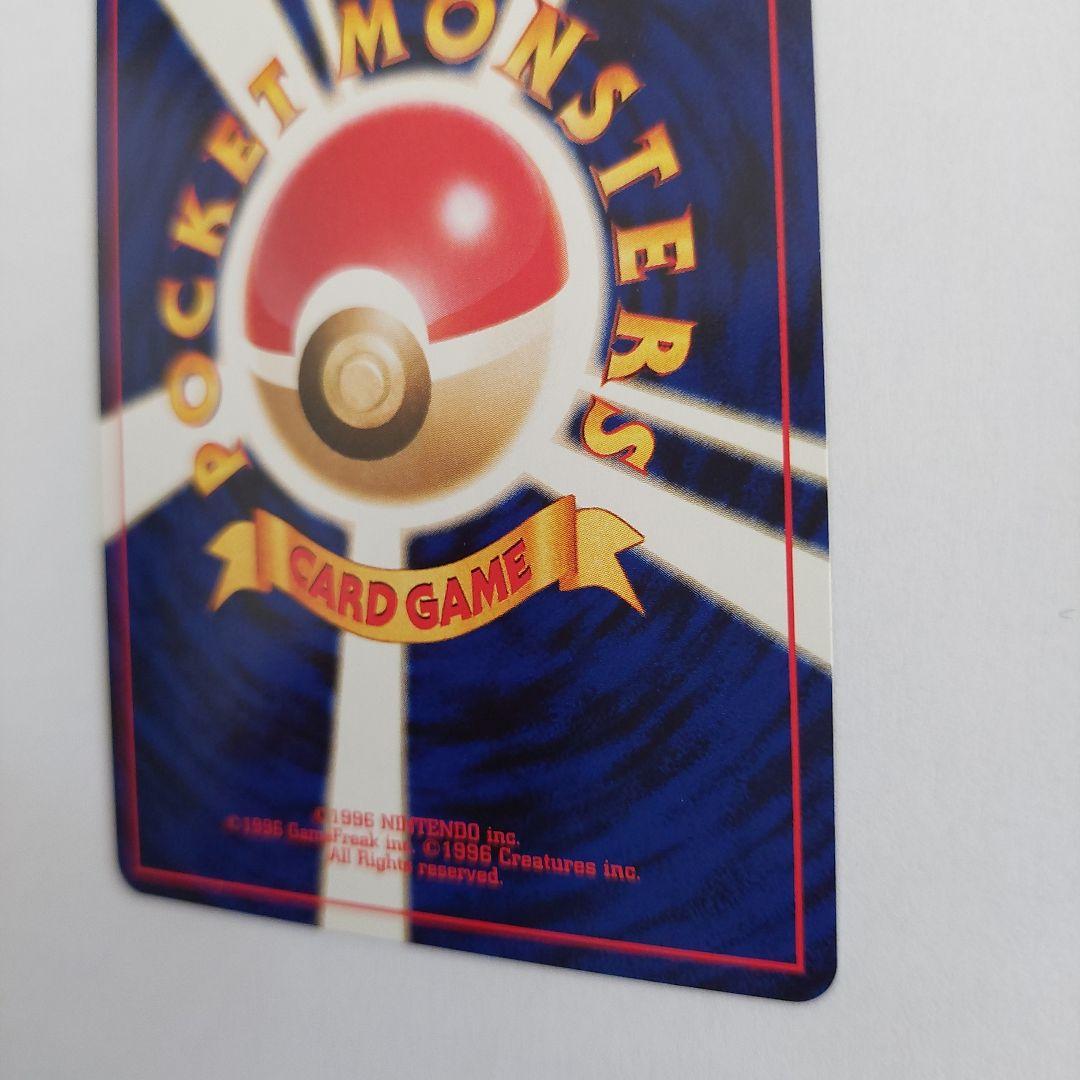 POCKET MONSTERS
CARD GAME
©1996 NINTENDO inc.
©1996 GameFreak inc. ©1996 Creatures inc.
All Rights reserved.